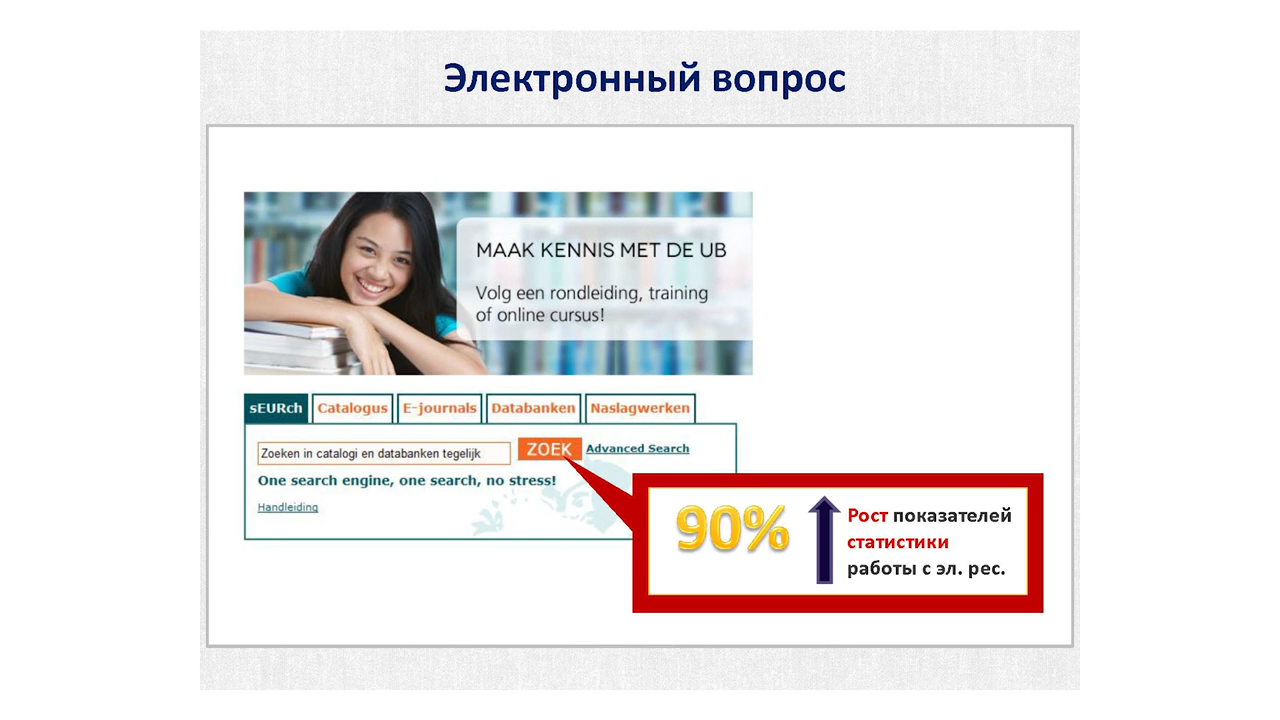 Электронный вопрос
MAAK KENNIS MET DE UB
Volg een rondleiding, training
of online cursus!
sEURch Catalogus E-journals Databanken Naslagwerken
Zoeken in catalogi en databanken tegelijk ZOEK Advanced Search
One search engine, one search, no stress!
Handleiding
90%
Рост показателей
статистики
работы с эл. рес.